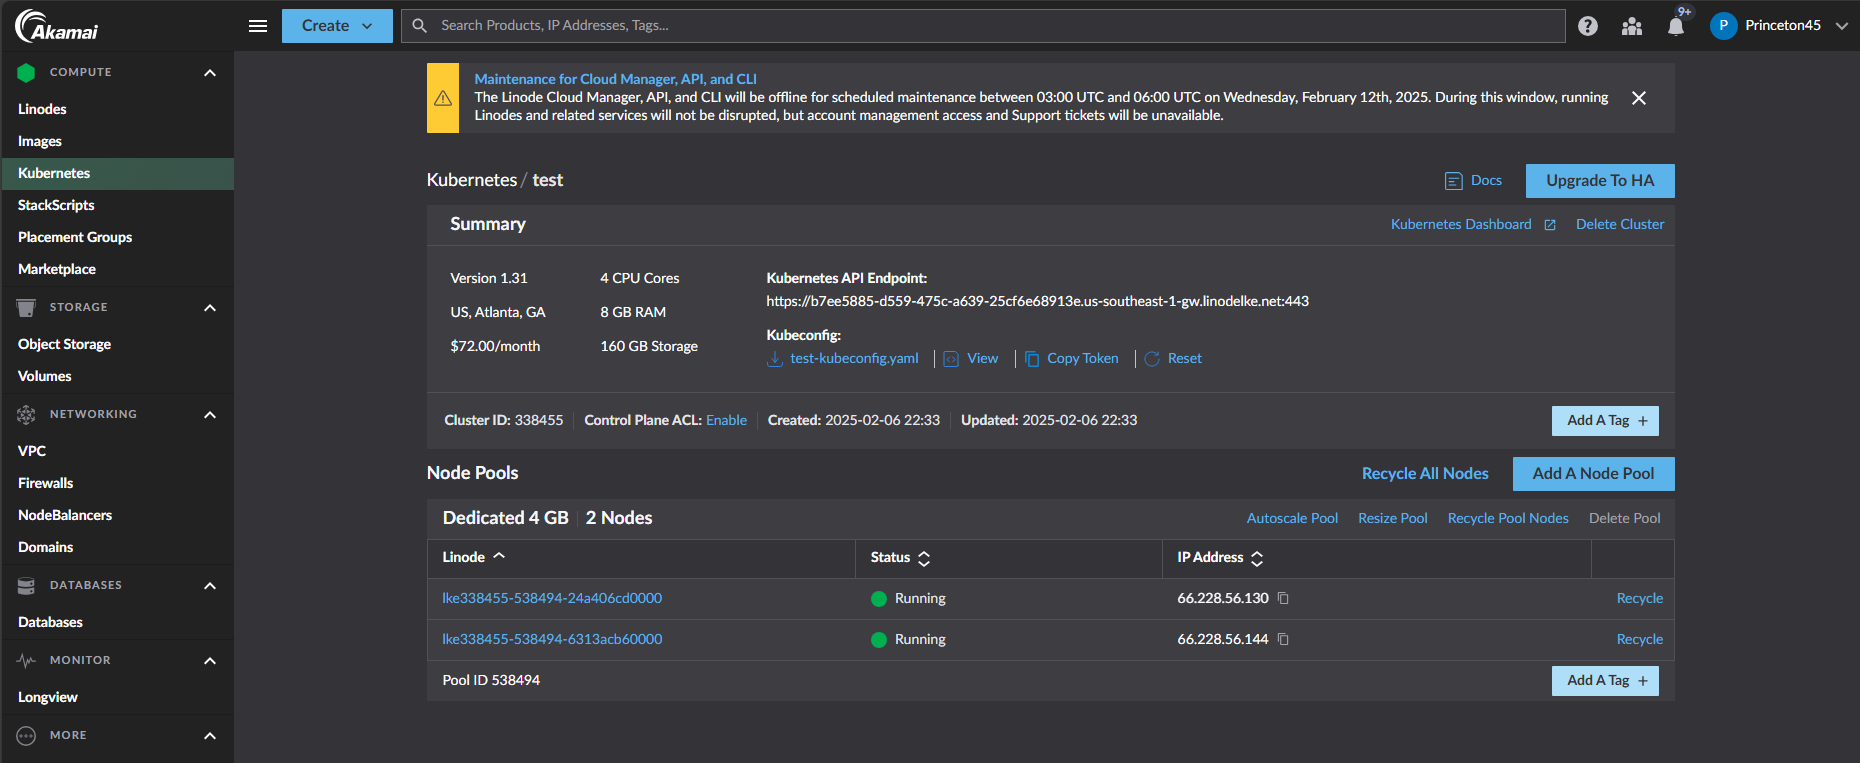 Akamai
Create
Search Products, IP Addresses, Tags...
9+
P
Princeton45
COMPUTE
Linodes
Images
Kubernetes
StackScripts
Placement Groups
Marketplace
STORAGE
Object Storage
Volumes
NETWORKING
VPC
Firewalls
NodeBalancers
Domains
DATABASES
Databases
MONITOR
Longview
MORE
Maintenance for Cloud Manager, API, and CLI
The Linode Cloud Manager, API, and CLI will be offline for scheduled maintenance between 03:00 UTC and 06:00 UTC on Wednesday, February 12th, 2025. During this window, running
Linodes and related services will not be disrupted, but account management access and Support tickets will be unavailable.
Kubernetes / test
Docs
Upgrade To HA
Summary
Kubernetes Dashboard
Delete Cluster
Version 1.31
4 CPU Cores
US, Atlanta, GA
8 GB RAM
$72.00/month
160 GB Storage
Kubernetes API Endpoint:
https://b7ee5885-d559-475c-a639-25cf6e68913e.us-southeast-1-gw.linodelke.net:443
Kubeconfig:
test-kubeconfig.yaml
View
Copy Token
Reset
Cluster ID: 338455
Control Plane ACL: Enable
Created: 2025-02-06 22:33
Updated: 2025-02-06 22:33
Add A Tag +
Node Pools
Recycle All Nodes
Add A Node Pool
Dedicated 4 GB
2 Nodes
Autoscale Pool
Resize Pool
Recycle Pool Nodes
Delete Pool
Linode
Status
IP Address
lke338455-538494-24a406cd0000
Running
66.228.56.130
Recycle
lke338455-538494-6313acb60000
Running
66.228.56.144
Recycle
Pool ID 538494
Add A Tag +